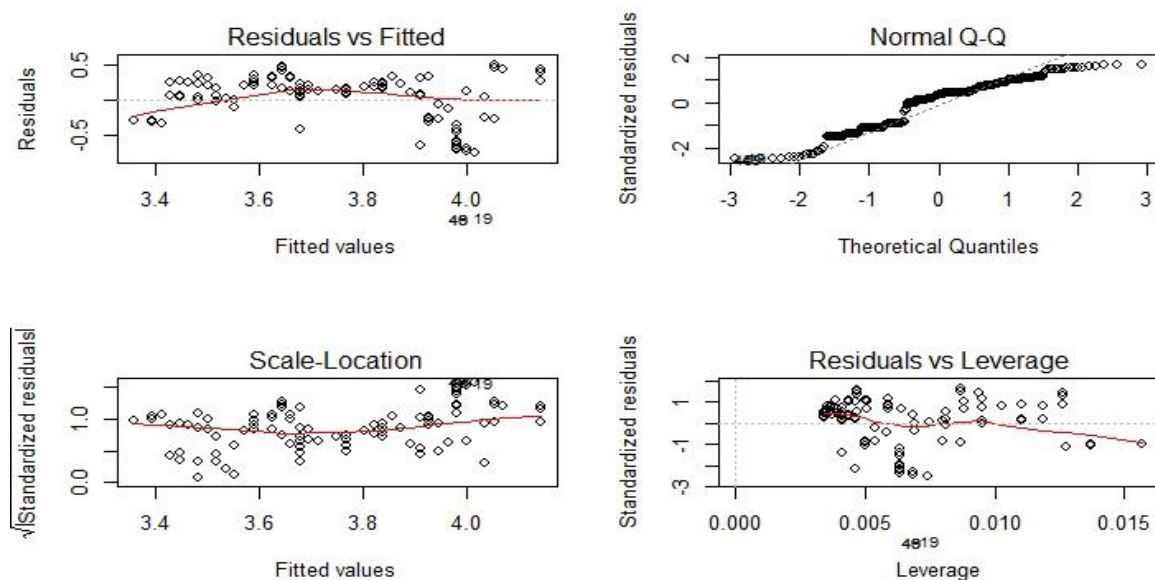 Residuals vs Fitted
Residuals
0.5
-0.5
3.4 3.6 3.8 4.0
19
Fitted values
Normal Q-Q
Standardized residuals
2
0
-2
-3 -2 -1 0 1 2 3
Theoretical Quantiles
Scale-Location
√|Standardized residuals|
1.0
0.0
19
3.4 3.6 3.8 4.0
Fitted values
Residuals vs Leverage
Standardized residuals
1
-1
-3
0.000 0.005 0.010 0.015
19
Leverage